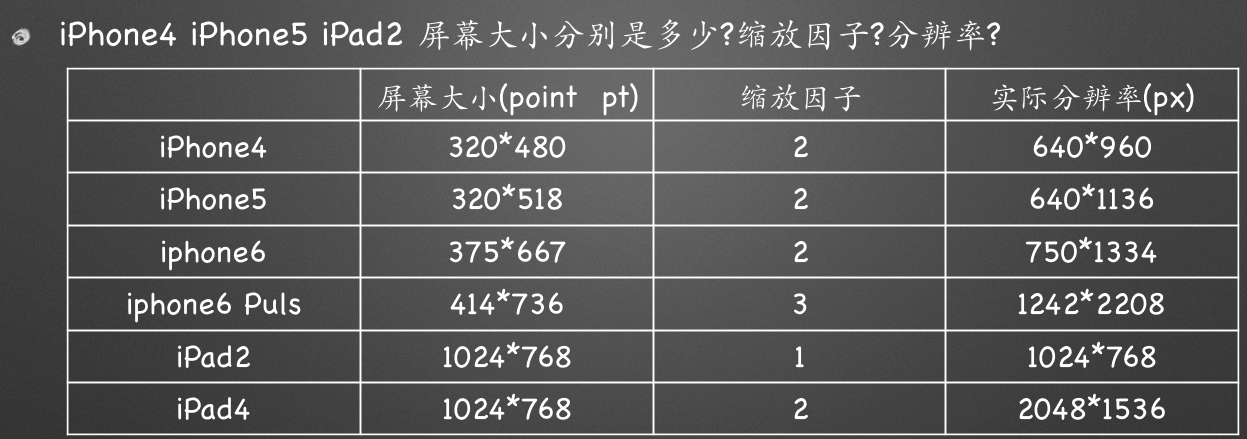 iPhone4 iPhone5 iPad2 屏幕大小分别是多少?缩放因子?分辨率?
屏幕大小(point pt) 缩放因子 实际分辨率(px)
iPhone4 320*480 2 640*960
iPhone5 320*518 2 640*1136
iphone6 375*667 2 750*1334
iphone6 Puls 414*736 3 1242*2208
iPad2 1024*768 1 1024*768
iPad4 1024*768 2 2048*1536